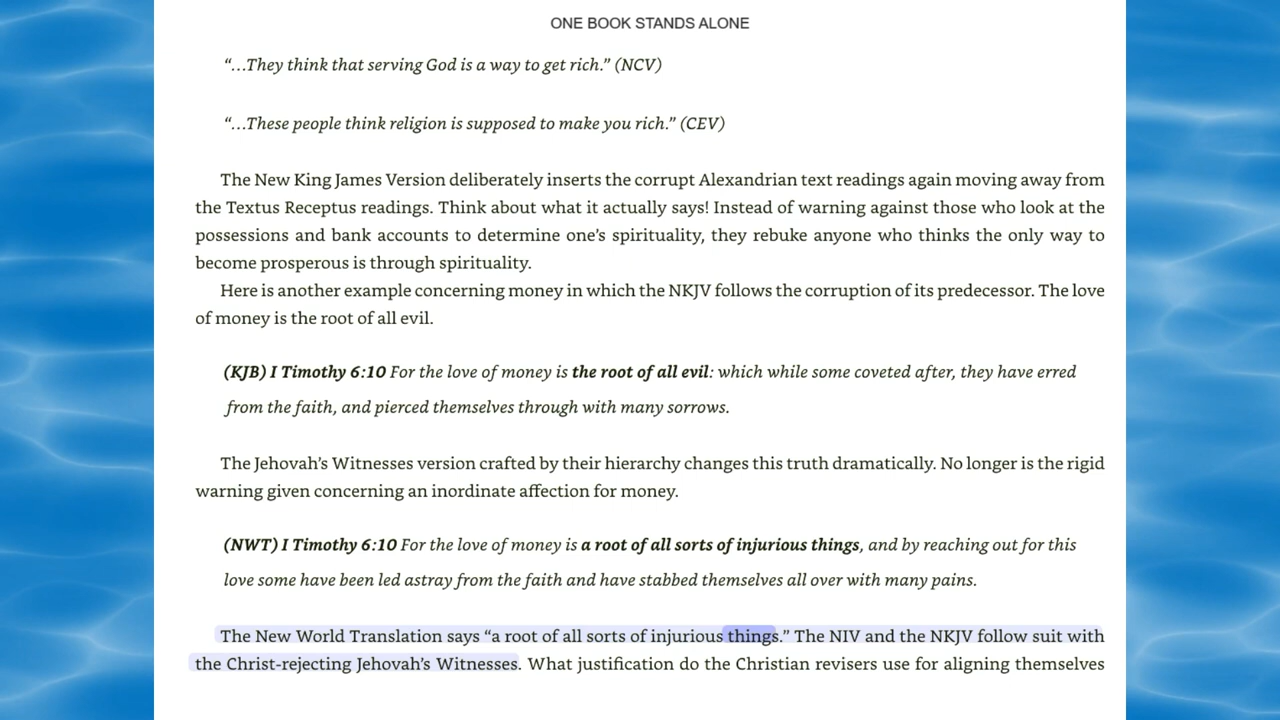 ONE BOOK STANDS ALONE
“…They think that serving God is a way to get rich.” (NCV)
“…These people think religion is supposed to make you rich.” (CEV)
The New King James Version deliberately inserts the corrupt Alexandrian text readings again moving away from
the Textus Receptus readings. Think about what it actually says! Instead of warning against those who look at the
possessions and bank accounts to determine one’s spirituality, they rebuke anyone who thinks the only way to
become prosperous is through spirituality.
Here is another example concerning money in which the NKJV follows the corruption of its predecessor. The love
of money is the root of all evil.
(KJB) I Timothy 6:10 For the love of money is the root of all evil: which while some coveted after, they have erred
from the faith, and pierced themselves through with many sorrows.
The Jehovah’s Witnesses version crafted by their hierarchy changes this truth dramatically. No longer is the rigid
warning given concerning an inordinate affection for money.
(NWT) I Timothy 6:10 For the love of money is a root of all sorts of injurious things, and by reaching out for this
love some have been led astray from the faith and have stabbed themselves all over with many pains.
The New World Translation says “a root of all sorts of injurious things.” The NIV and the NKJV follow suit with
the Christ-rejecting Jehovah’s Witnesses. What justification do the Christian revisers use for aligning themselves